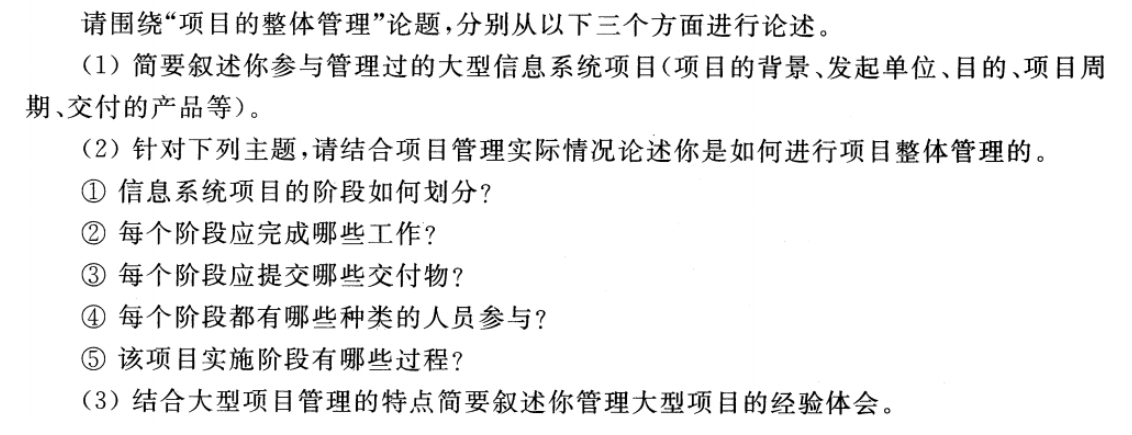 请围绕“项目的整体管理”论题,分别从以下三个方面进行论述。
(1) 简要叙述你参与管理过的大型信息系统项目(项目的背景、发起单位、目的、项目周
期、交付的产品等)。
(2) 针对下列主题,请结合项目管理实际情况论述你是如何进行项目整体管理的。
① 信息系统项目的阶段如何划分?
② 每个阶段应完成哪些工作?
③ 每个阶段应提交哪些交付物?
④ 每个阶段都有哪些种类的人员参与?
⑤ 该项目实施阶段有哪些过程?
(3) 结合大型项目管理的特点简要叙述你管理大型项目的经验体会。